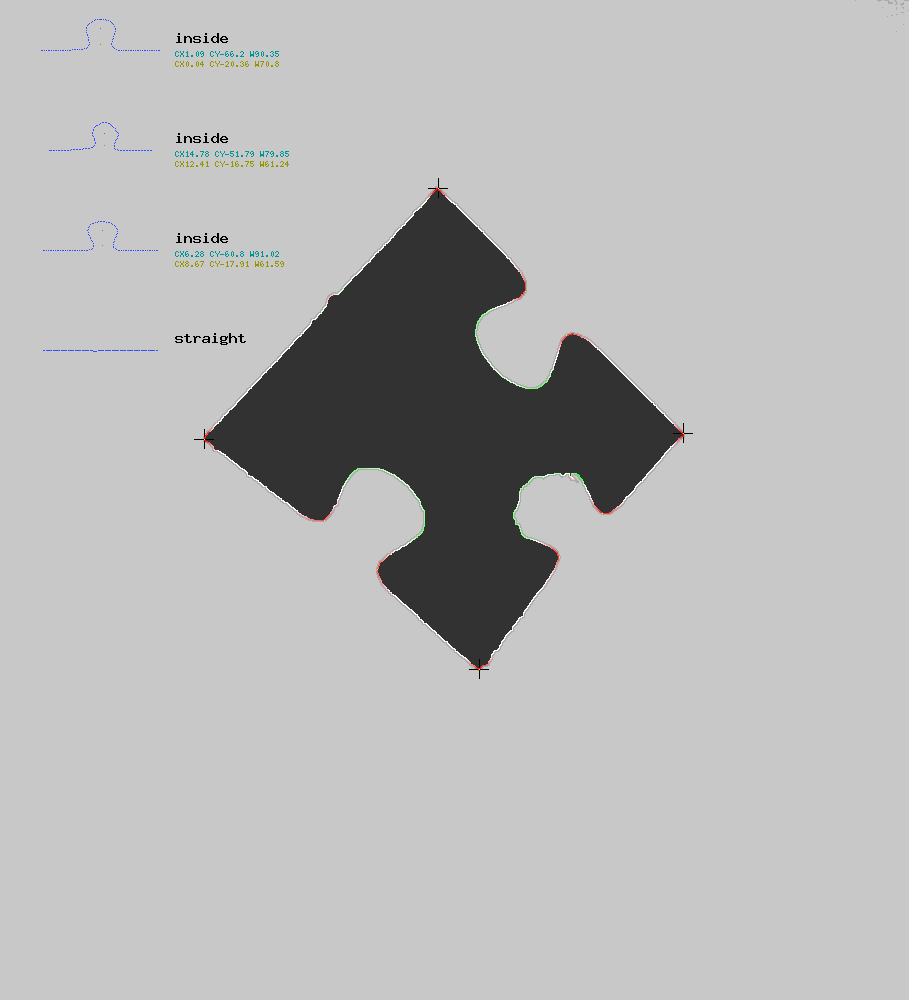 inside
CX1.09 CY-66.2 W90.35
CX0.04 CY-20.36 W70.8
inside
CX14.78 CY-51.79 W79.85
CX12.41 CY-16.75 W61.24
inside
CX6.28 CY-60.8 W91.02
CX8.67 CY-17.91 W61.59
straight